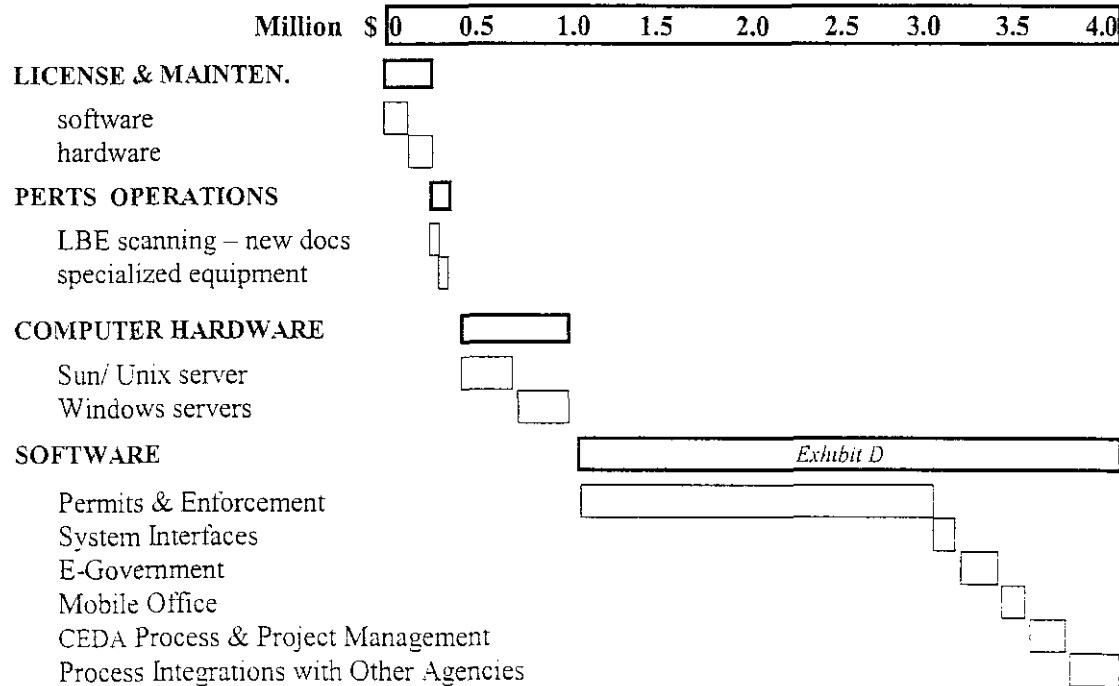 Million $ 0 0.5 1.0 1.5 2.0 2.5 3.0 3.5 4.0
LICENSE & MAINTEN.
software
hardware
PERTS OPERATIONS
LBE scanning – new docs
specialized equipment
COMPUTER HARDWARE
Sun/ Unix server
Windows servers
SOFTWARE Exhibit D
Permits & Enforcement
System Interfaces
E-Government
Mobile Office
CEDA Process & Project Management
Process Integrations with Other Agencies